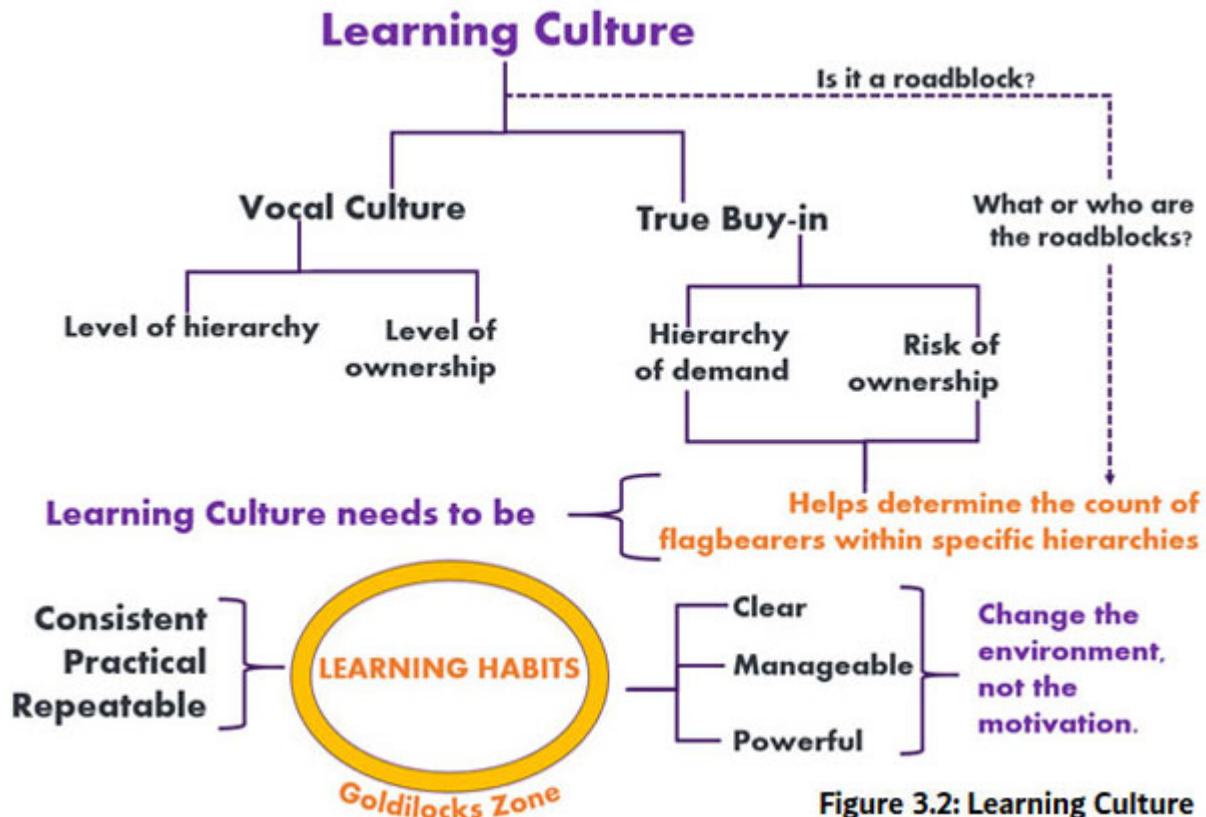 Learning Culture
Is it a roadblock?
Vocal Culture
True Buy-in
What or who are
the roadblocks?
Level of hierarchy
Level of
ownership
Hierarchy
of demand
Risk of
ownership
Learning Culture needs to be
Helps determine the count of
flagbearers within specific hierarchies
Consistent
Practical
Repeatable
LEARNING HABITS
Goldilocks Zone
Clear
Manageable
Powerful
Change the
environment,
not the
motivation.
Figure 3.2: Learning Culture